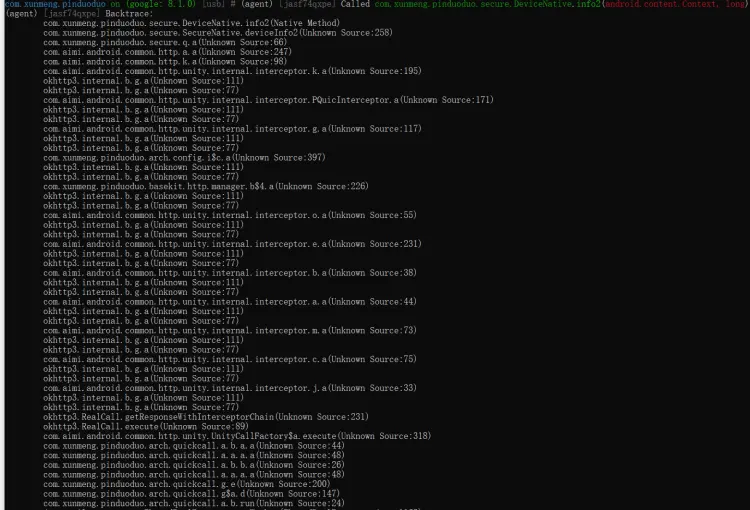 com.xunmeng.pinduoduo on (google: 8.1.0) [usb] # (agent) [jasf74qxpe] Called com.xunmeng.pinduoduo.secure.DeviceNative.info2(android.content.Context, long)
(agent) [jasf74qxpe] Backtrace:
com.xunmeng.pinduoduo.secure.DeviceNative.info2(Native Method)
com.xunmeng.pinduoduo.secure.SecureNative.deviceInfo2(Unknown Source:258)
com.xunmeng.pinduoduo.secure.q.a(Unknown Source:66)
com.aimi.android.common.http.a.a(Unknown Source:247)
com.aimi.android.common.http.k.a(Unknown Source:98)
com.aimi.android.common.http.unity.internal.interceptor.k.a(Unknown Source:195)
okhttp3.internal.b.g.a(Unknown Source:111)
okhttp3.internal.b.g.a(Unknown Source:77)
com.aimi.android.common.http.unity.internal.interceptor.PQuicInterceptor.a(Unknown Source:171)
okhttp3.internal.b.g.a(Unknown Source:111)
okhttp3.internal.b.g.a(Unknown Source:77)
com.aimi.android.common.http.unity.internal.interceptor.g.a(Unknown Source:117)
okhttp3.internal.b.g.a(Unknown Source:111)
okhttp3.internal.b.g.a(Unknown Source:77)
com.xunmeng.pinduoduo.arch.config.i$c.a(Unknown Source:397)
okhttp3.internal.b.g.a(Unknown Source:111)
okhttp3.internal.b.g.a(Unknown Source:77)
com.xunmeng.pinduoduo.basekit.http.manager.b$4.a(Unknown Source:226)
okhttp3.internal.b.g.a(Unknown Source:111)
okhttp3.internal.b.g.a(Unknown Source:77)
com.aimi.android.common.http.unity.internal.interceptor.o.a(Unknown Source:55)
okhttp3.internal.b.g.a(Unknown Source:111)
okhttp3.internal.b.g.a(Unknown Source:77)
com.aimi.android.common.http.unity.internal.interceptor.e.a(Unknown Source:231)
okhttp3.internal.b.g.a(Unknown Source:111)
okhttp3.internal.b.g.a(Unknown Source:77)
com.aimi.android.common.http.unity.internal.interceptor.b.a(Unknown Source:38)
okhttp3.internal.b.g.a(Unknown Source:111)
okhttp3.internal.b.g.a(Unknown Source:77)
com.aimi.android.common.http.unity.internal.interceptor.a.a(Unknown Source:44)
okhttp3.internal.b.g.a(Unknown Source:111)
okhttp3.internal.b.g.a(Unknown Source:77)
com.aimi.android.common.http.unity.internal.interceptor.m.a(Unknown Source:73)
okhttp3.internal.b.g.a(Unknown Source:111)
okhttp3.internal.b.g.a(Unknown Source:77)
com.aimi.android.common.http.unity.internal.interceptor.c.a(Unknown Source:75)
okhttp3.internal.b.g.a(Unknown Source:111)
okhttp3.internal.b.g.a(Unknown Source:77)
com.aimi.android.common.http.unity.internal.interceptor.j.a(Unknown Source:33)
okhttp3.internal.b.g.a(Unknown Source:111)
okhttp3.internal.b.g.a(Unknown Source:77)
okhttp3.RealCall.getResponseWithInterceptorChain(Unknown Source:231)
okhttp3.RealCall.execute(Unknown Source:89)
com.aimi.android.common.http.unity.UnityCallFactory$a.execute(Unknown Source:318)
com.xunmeng.pinduoduo.arch.quickcall.a.b.a.a(Unknown Source:44)
com.xunmeng.pinduoduo.arch.quickcall.a.a.a.a(Unknown Source:48)
com.xunmeng.pinduoduo.arch.quickcall.a.b.b.a(Unknown Source:26)
com.xunmeng.pinduoduo.arch.quickcall.a.a.a.a(Unknown Source:48)
com.xunmeng.pinduoduo.arch.quickcall.g.e(Unknown Source:200)
com.xunmeng.pinduoduo.arch.quickcall.g$a.d(Unknown Source:147)
com.xunmeng.pinduoduo.arch.quickcall.a.b.run(Unknown Source:24)